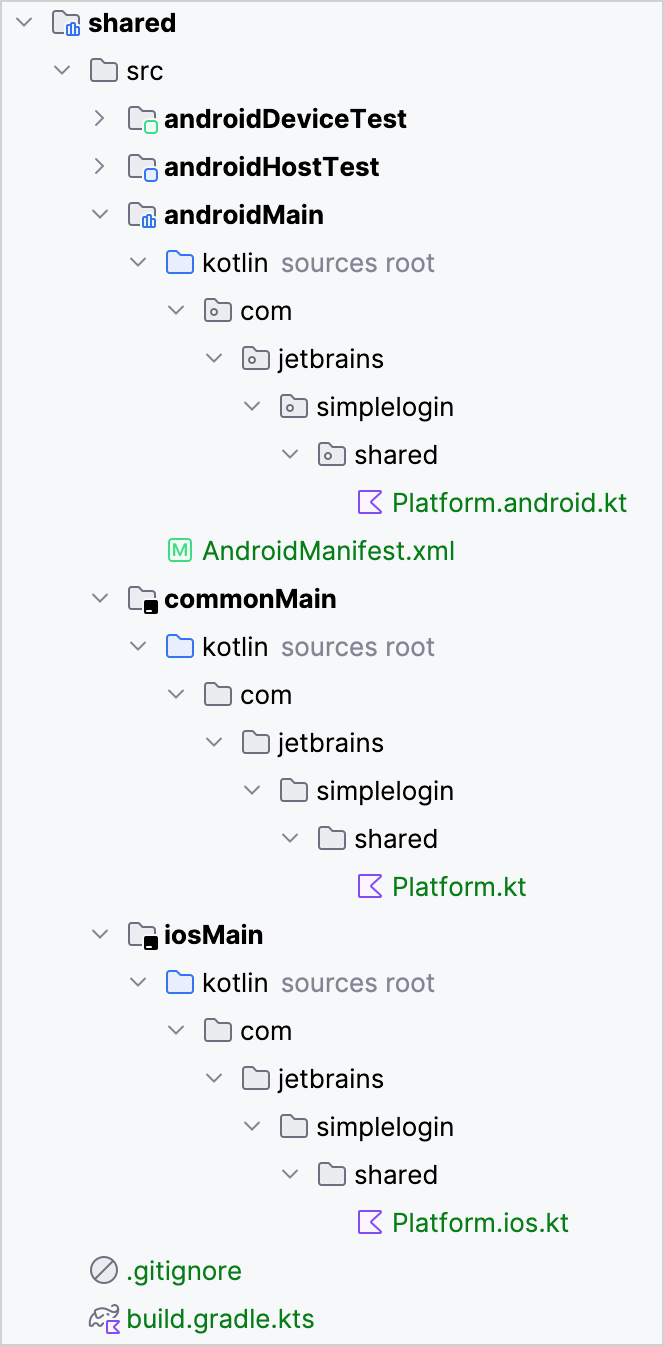 shared
src
androidDeviceTest
androidHostTest
androidMain
kotlin sources root
com
jetbrains
simplelogin
shared
Platform.android.kt
AndroidManifest.xml
commonMain
kotlin sources root
com
jetbrains
simplelogin
shared
Platform.kt
iosMain
kotlin sources root
com
jetbrains
simplelogin
shared
Platform.ios.kt
.gitignore
build.gradle.kts